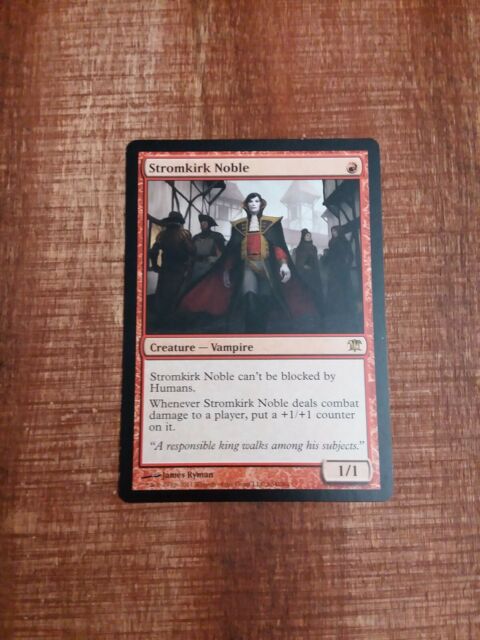 Stromkirk Noble
Creature — Vampire
Stromkirk Noble can't be blocked by
Humans.
Whenever Stromkirk Noble deals combat
damage to a player, put a +1/+1 counter
on it.
"A responsible king walks among his subjects."
James Ryman
1/1